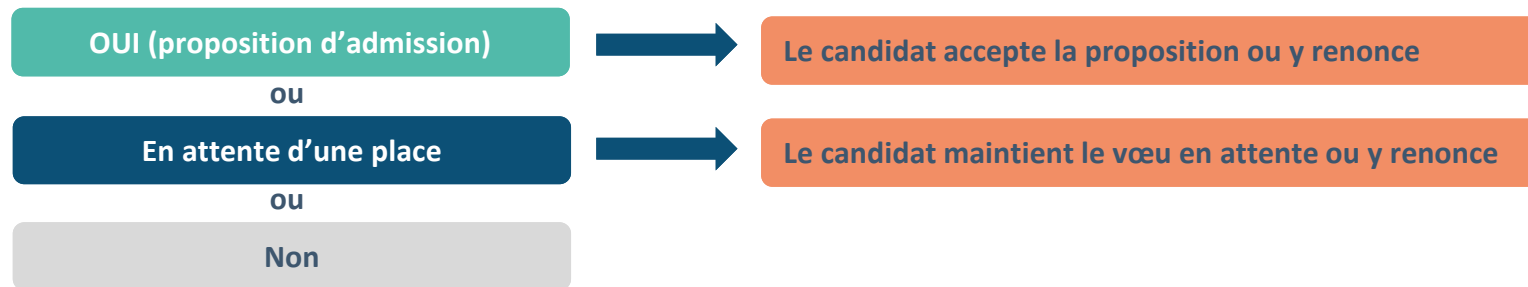 OUI (proposition d’admission)
Le candidat accepte la proposition ou y renonce
ou
En attente d’une place
Le candidat maintient le vœu en attente ou y renonce
ou
Non